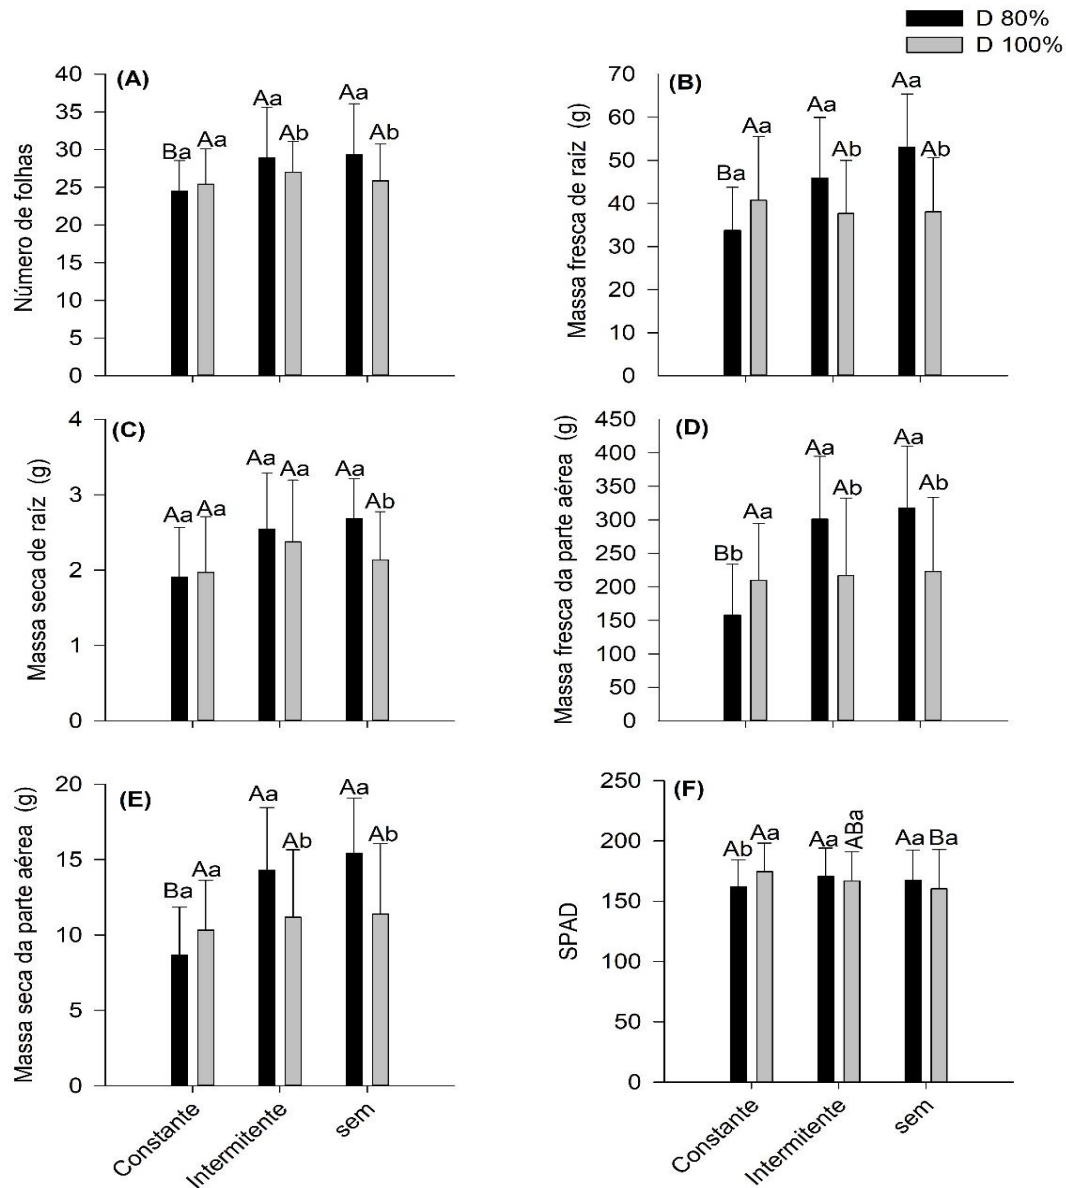 D 80%
D 100%
(A)
Número de folhas
40
35
30
25
20
15
10
5
0
Ba
Aa
Aa
Ab
Aa
Ab
(B)
Massa fresca de raíz (g)
70
60
50
40
30
20
10
0
Ba
Aa
Aa
Ab
Aa
Ab
(C)
Massa seca de raíz (g)
4
3
2
1
0
Aa
Aa
Aa
Aa
Aa
Ab
(D)
Massa fresca da parte aérea (g)
450
400
350
300
250
200
150
100
50
0
Bb
Aa
Aa
Ab
Aa
Ab
(E)
Massa seca da parte aérea (g)
20
15
10
5
0
Ba
Aa
Aa
Ab
Aa
Ab
Constante
Intermitente
sem
(F)
SPAD
250
200
150
100
50
0
Ab
Aa
Aa
ABa
Aa
Ba
Constante
Intermitente
sem